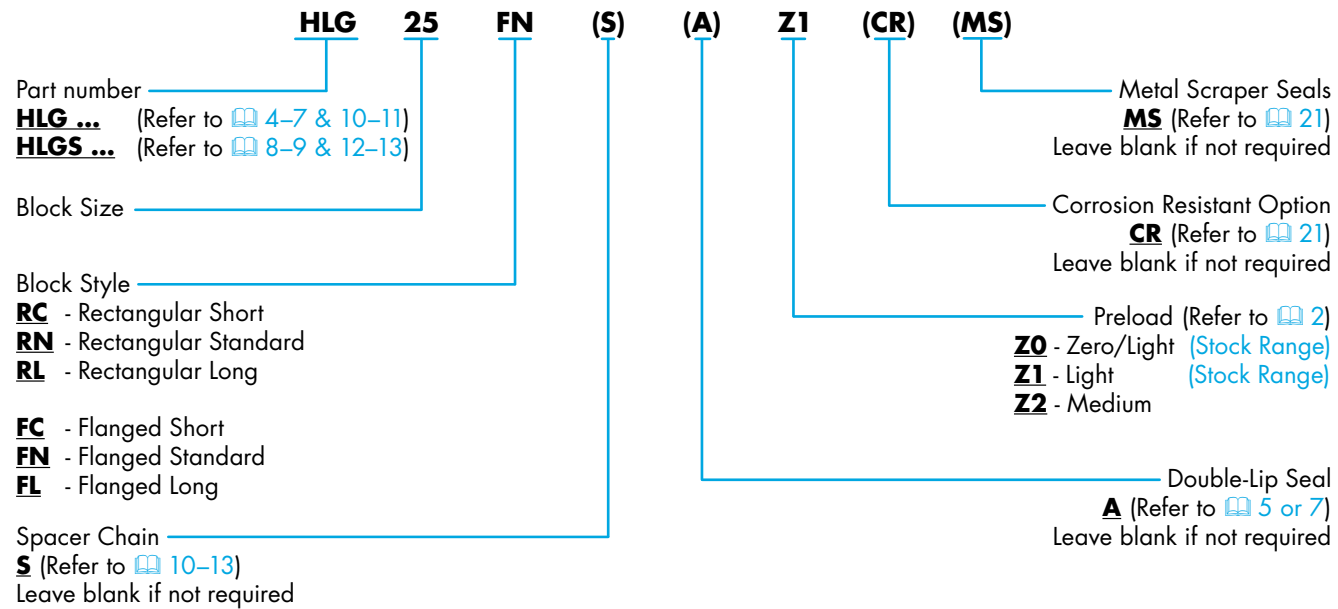 HLG 25 FN (S) (A) Z1 (CR) (MS)
Part number
HLG ... (Refer to 4–7 & 10–11)
HLGS ... (Refer to 8–9 & 12–13)
Block Size
Block Style
RC - Rectangular Short
RN - Rectangular Standard
RL - Rectangular Long
FC - Flanged Short
FN - Flanged Standard
FL - Flanged Long
Spacer Chain
S (Refer to 10–13)
Leave blank if not required
Metal Scraper Seals
MS (Refer to 21)
Leave blank if not required
Corrosion Resistant Option
CR (Refer to 21)
Leave blank if not required
Preload (Refer to 2)
Z0 - Zero/Light (Stock Range)
Z1 - Light (Stock Range)
Z2 - Medium
Double-Lip Seal
A (Refer to 5 or 7)
Leave blank if not required